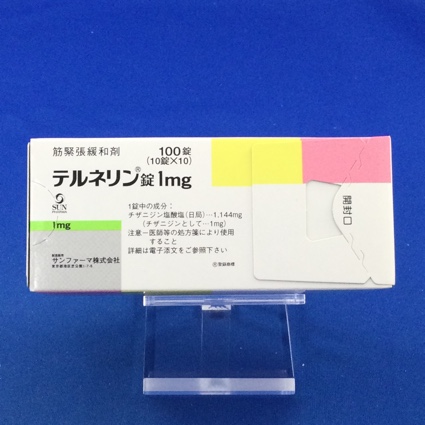 筋緊張緩和剤
100錠
(10錠×10)
テルネリン®錠1mg
SUN
PHARMA
1mg
1錠中の成分：
チザニジン塩酸塩(日局)…1.144mg
(チザニジンとして…1mg)
注意－医師等の処方箋により使用
すること
詳細は電子添文をご参照下さい
製造販売
サンファーマ株式会社
開封口